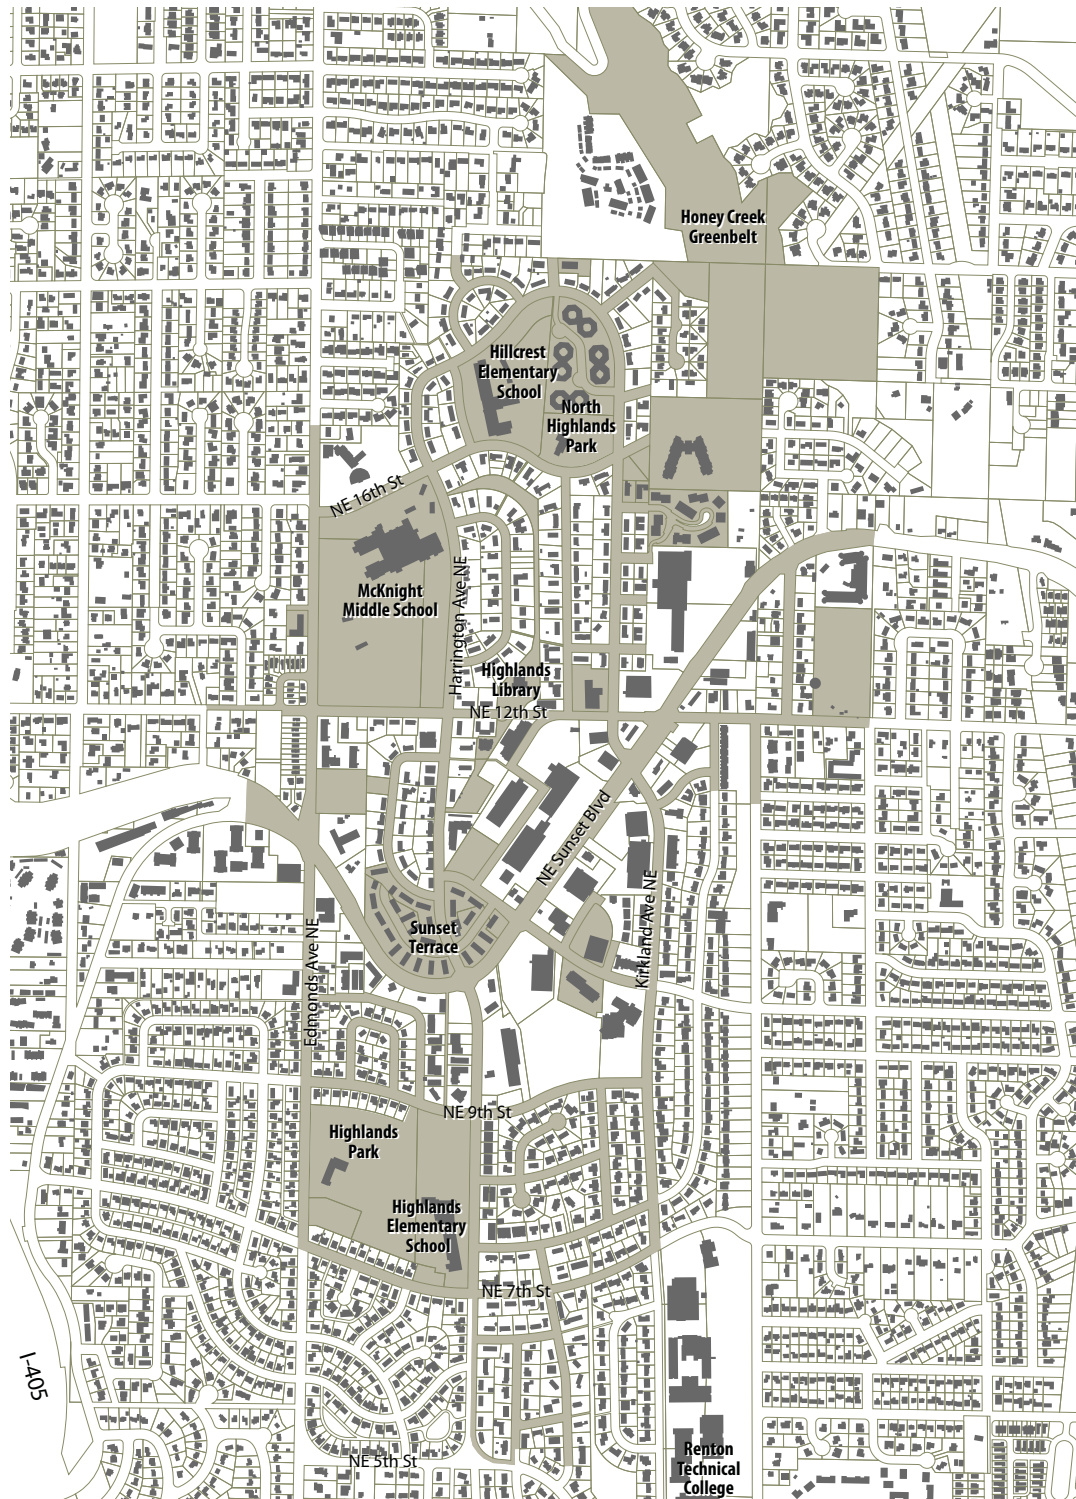 Honey Creek
Greenbelt
Hillcrest
Elementary
School
North
Highlands
Park
NE 16th St
McKnight
Middle School
Harrington Ave NE
Highlands
Library
NE 12th St
NE Sunset Blvd
Kirkland Ave NE
Sunset
Terrace
Edmonds Ave NE
NE 9th St
Highlands
Park
Highlands
Elementary
School
NE 7th St
I-405
NE 5th St
Renton
Technical
College